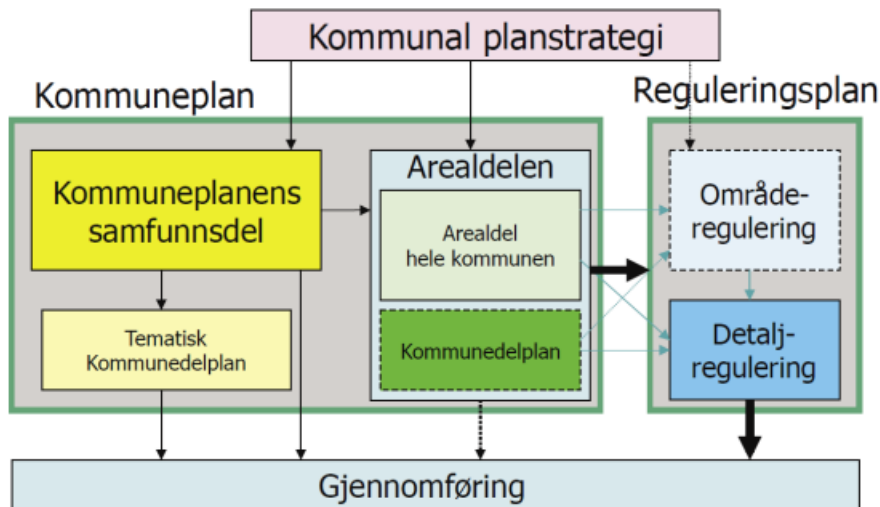 Kommunal planstrategi
Kommuneplan
Reguleringsplan
Kommuneplanens
samfunnsdel
Arealdelen
Arealdel
hele kommunen
Område-
regulering
Tematisk
Kommunedelplan
Kommunedelplan
Detalj-
regulering
Gjennomføring